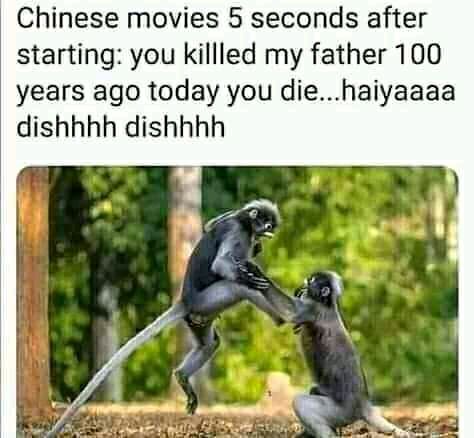 Chinese movies 5 seconds after
starting: you killled my father 100
years ago today you die...haiyaaaa
dishhhh dishhhh